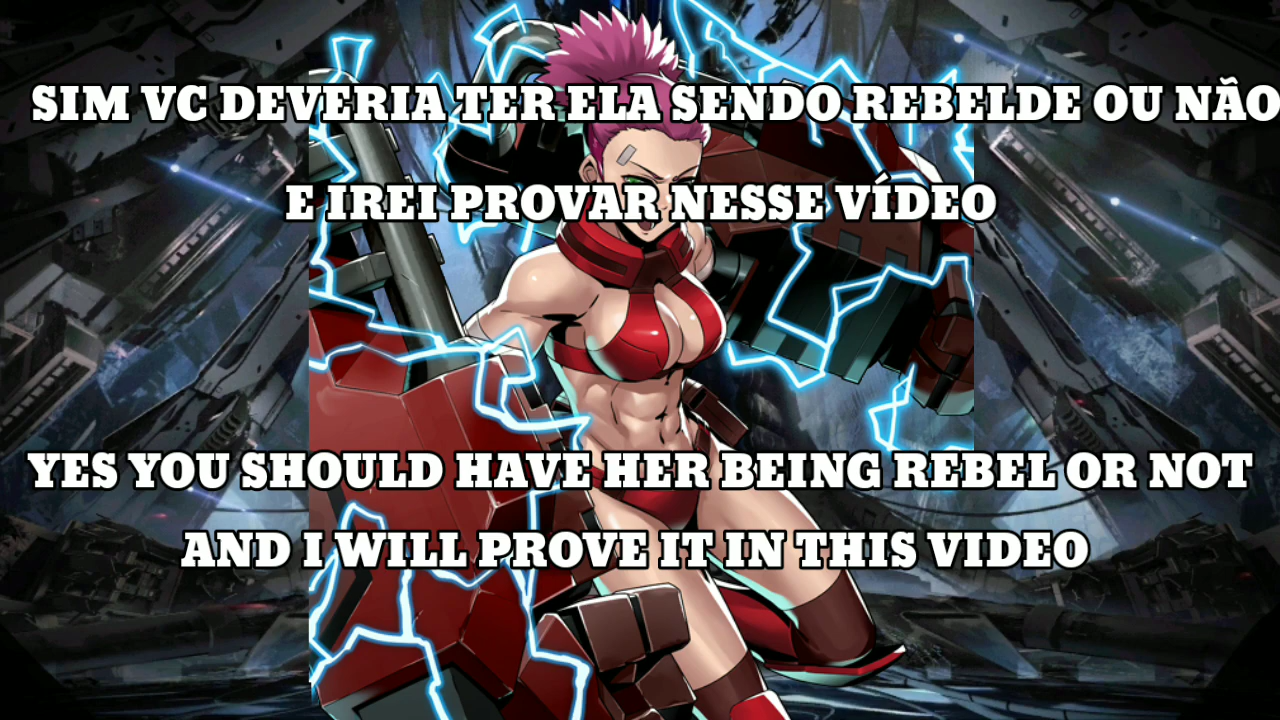 SIM VC DEVERIA TER ELA SENDO REBELDE OU NÃO
E IREI PROVAR NESSE VÍDEO
YES YOU SHOULD HAVE HER BEING REBEL OR NOT
AND I WILL PROVE IT IN THIS VIDEO